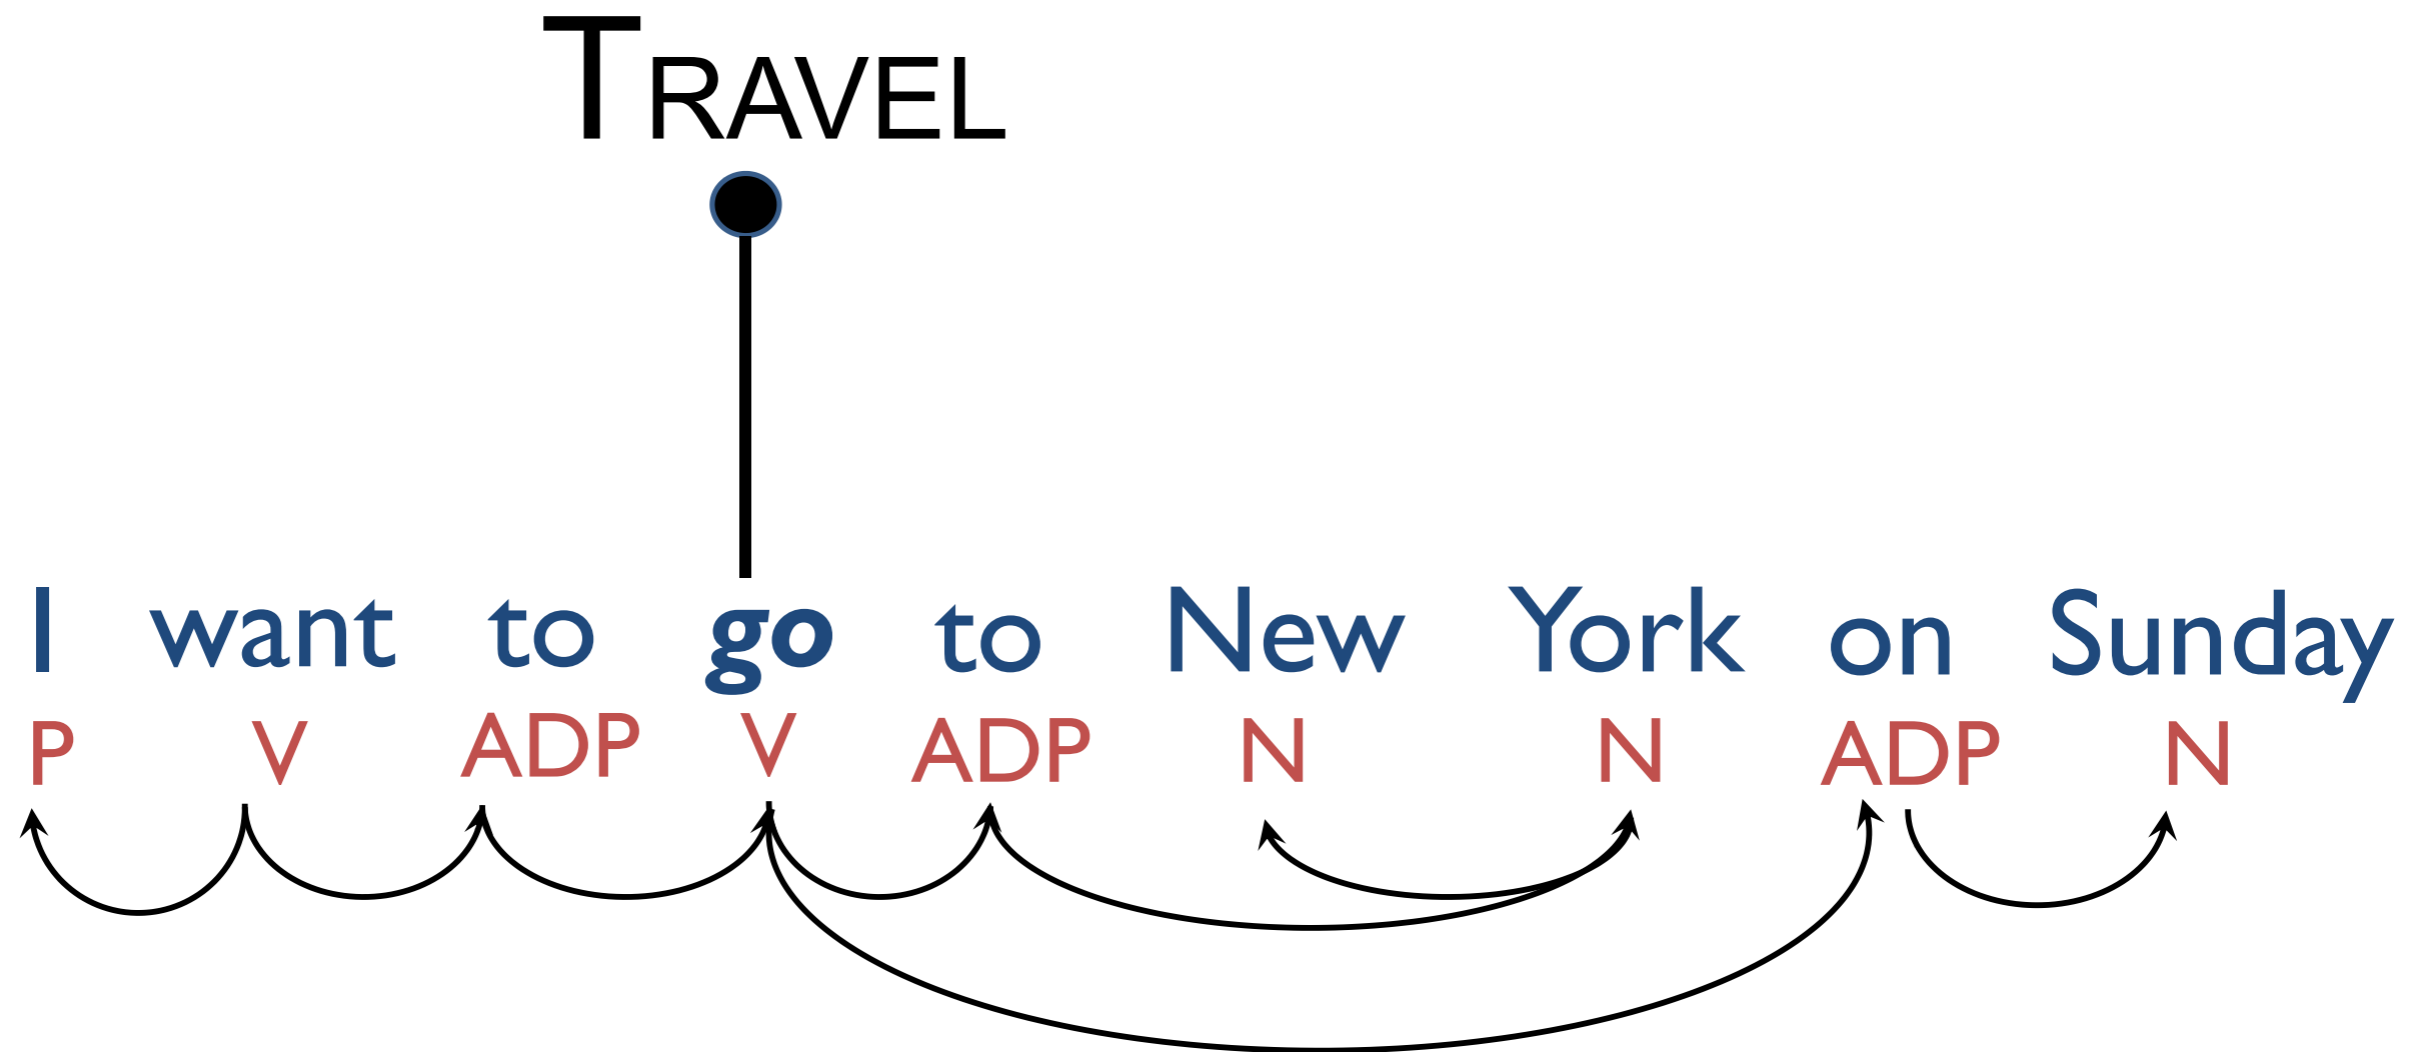 TRAVEL
I want to go to New York on Sunday
P V ADP V ADP N N ADP N